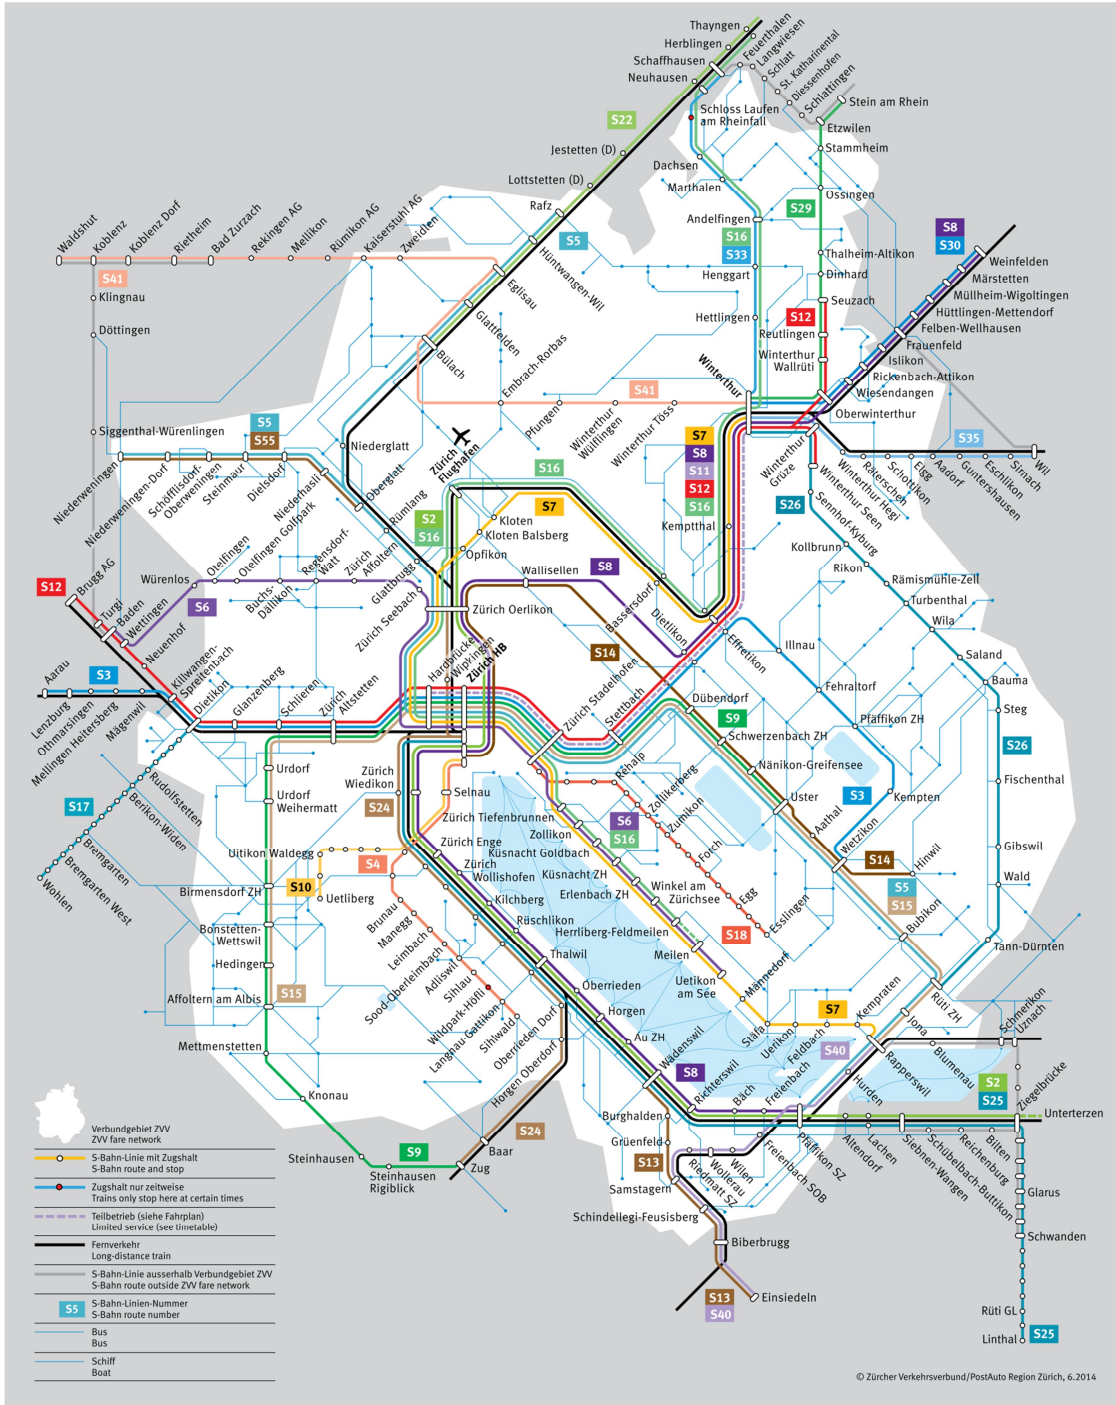 Thayngen
Herblingen
Schaffhausen
Neuhausen
Feuerthalen
Langwiesen
Schlatt
St. Katharinental
Diessenhofen
Schlattingen
Stein am Rhein
Etzwilen
Stammheim
Ossingen
S29
Thalheim-Altikon
Dinhard
Seuzach
S12
Reutlingen
Winterthur
Wallrüti
Schloss Laufen
am Rheinfall
S22
Jestetten (D)
Lottstetten (D)
Rafz
Dachsen
Marthalen
Andelfingen
S16
S33
Henggart
Hettlingen
Winterthur
S5
Hüntwangen-Wil
Eglisau
Glattfelden
Bülach
Waldshut
Koblenz
Koblenz Dorf
Rietheim
Bad Zurzach
Rekingen AG
Mellikon
Rümikon AG
Kaiserstuhl AG
Zweidlen
S41
Klingnau
Döttingen
Siggenthal-Würenlingen
S8
S30
Weinfelden
Märstetten
Müllheim-Wigoltingen
Hüttlingen-Mettendorf
Felben-Wellhausen
Frauenfeld
Islikon
Rickenbach-Attikon
Wiesendangen
Oberwinterthur
S35
Winterthur Hegi
Räterschen
Schottikon
Elgg
Aadorf
Guntershausen
Eschlikon
Sirnach
Wil
Embrach-Rorbas
Pfungen
Winterthur
Wülflingen
Winterthur Töss
S41
S7
S8
S11
S12
S16
Kemptthal
Winterthur
Grüze
Winterthur Seen
S26
Sennhof-Kyburg
Kollbrunn
Rikon
Rämismühle-Zell
Turbenthal
Wila
Saland
Bauma
Steg
S26
Fischenthal
Gibswil
Wald
Tann-Dürnten
S5
S55
Niederweningen
Niederweningen-Dorf
Schöfflisdorf-
Oberweningen
Steinmaur
Dielsdorf
Niederhasli
Niederglatt
Oberglatt
Rümlang
Zürich
Flughafen
S16
S7
S2
S16
Kloten
Kloten Balsberg
Opfikon
Glattbrugg
Zürich Seebach
Zürich
Affoltern
Regensdorf-
Watt
Buchs-
Dällikon
Otelfingen Golfpark
Otelfingen
Würenlos
S6
S12
Brugg AG
Turgi
Baden
Wettingen
Neuenhof
Killwangen-
Spreitenbach
Dietikon
Glanzenberg
Schlieren
Zürich
Altstetten
Aarau
S3
Lenzburg
Othmarsingen
Mellingen Heitersberg
Mägenwil
Wallisellen
S8
Zürich Oerlikon
Hardbrücke
Wipkingen
Zürich HB
S14
Bassersdorf
Dietlikon
Effretikon
Illnau
Fehraltorf
Pfäffikon ZH
S3
Kempten
Wetzikon
Zürich Stadelhofen
Stettbach
Dübendorf
S9
Schwerzenbach ZH
Nänikon-Greifensee
Uster
Aathal
S14
Hinwil
S5
S15
Bubikon
Rüti ZH
Jona
S17
Rudolfstetten
Berikon-Widen
Bremgarten
Bremgarten West
Wohlen
Urdorf
Urdorf
Weihermatt
Uitikon Waldegg
Birmensdorf ZH
S10
Uetliberg
Bonstetten-
Wettswil
Hedingen
S15
Affoltern am Albis
Mettmenstetten
Knonau
Steinhausen
S9
Steinhausen
Rigiblick
Zug
Baar
S24
Horgen Oberdorf
Oberrieden Dorf
Zürich
Wiedikon
S24
Selnau
S4
Zürich Enge
Zürich
Wollishofen
Kilchberg
Rüschlikon
Thalwil
Oberrieden
Horgen
Au ZH
Wädenswil
S8
Richterswil
Bäch
Freienbach
Brunau
Manegg
Leimbach
Sood-Oberleimbach
Adliswil
Sihlau
Wildpark-Höfli
Langnau-Gattikon
Sihlwald
Zürich Tiefenbrunnen
Zollikon
Küsnacht Goldbach
Küsnacht ZH
Erlenbach ZH
Winkel am
Zürichsee
Herrliberg-Feldmeilen
Meilen
Uetikon
am See
Männedorf
Stäfa
Uerikon
Feldbach
Kempraten
S7
S40
Rapperswil
Hurden
Blumenau
Schmerikon
Uznach
S6
S16
Rehalp
Zollikerberg
Zumikon
Forch
Egg
Esslingen
S18
S2
S25
Ziegelbrücke
Unterterzen
Pfäffikon SZ
Altendorf
Lachen
Siebnen-Wangen
Schübelbach-Buttikon
Reichenburg
Bilten
Glarus
Schwanden
Rüti GL
Linthal
S25
Burghalden
Grüenfeld
S13
Samstagern
Schindellegi-Feusisberg
Riedmatt SZ
Wollerau
Wilen
Freienbach SOB
Biberbrugg
S13
S40
Einsiedeln
Verbundgebiet ZVV
ZVV fare network
S-Bahn-Linie mit Zugshalt
S-Bahn route and stop
Zugshalt nur zeitweise
Trains only stop here at certain times
Teilbetrieb (siehe Fahrplan)
Limited service (see timetable)
Fernverkehr
Long-distance train
S-Bahn-Linie ausserhalb Verbundgebiet ZVV
S-Bahn route outside ZVV fare network
S5
S-Bahn-Linien-Nummer
S-Bahn route number
Bus
Bus
Schiff
Boat
© Zürcher Verkehrsverbund/PostAuto Region Zürich, 6.2014